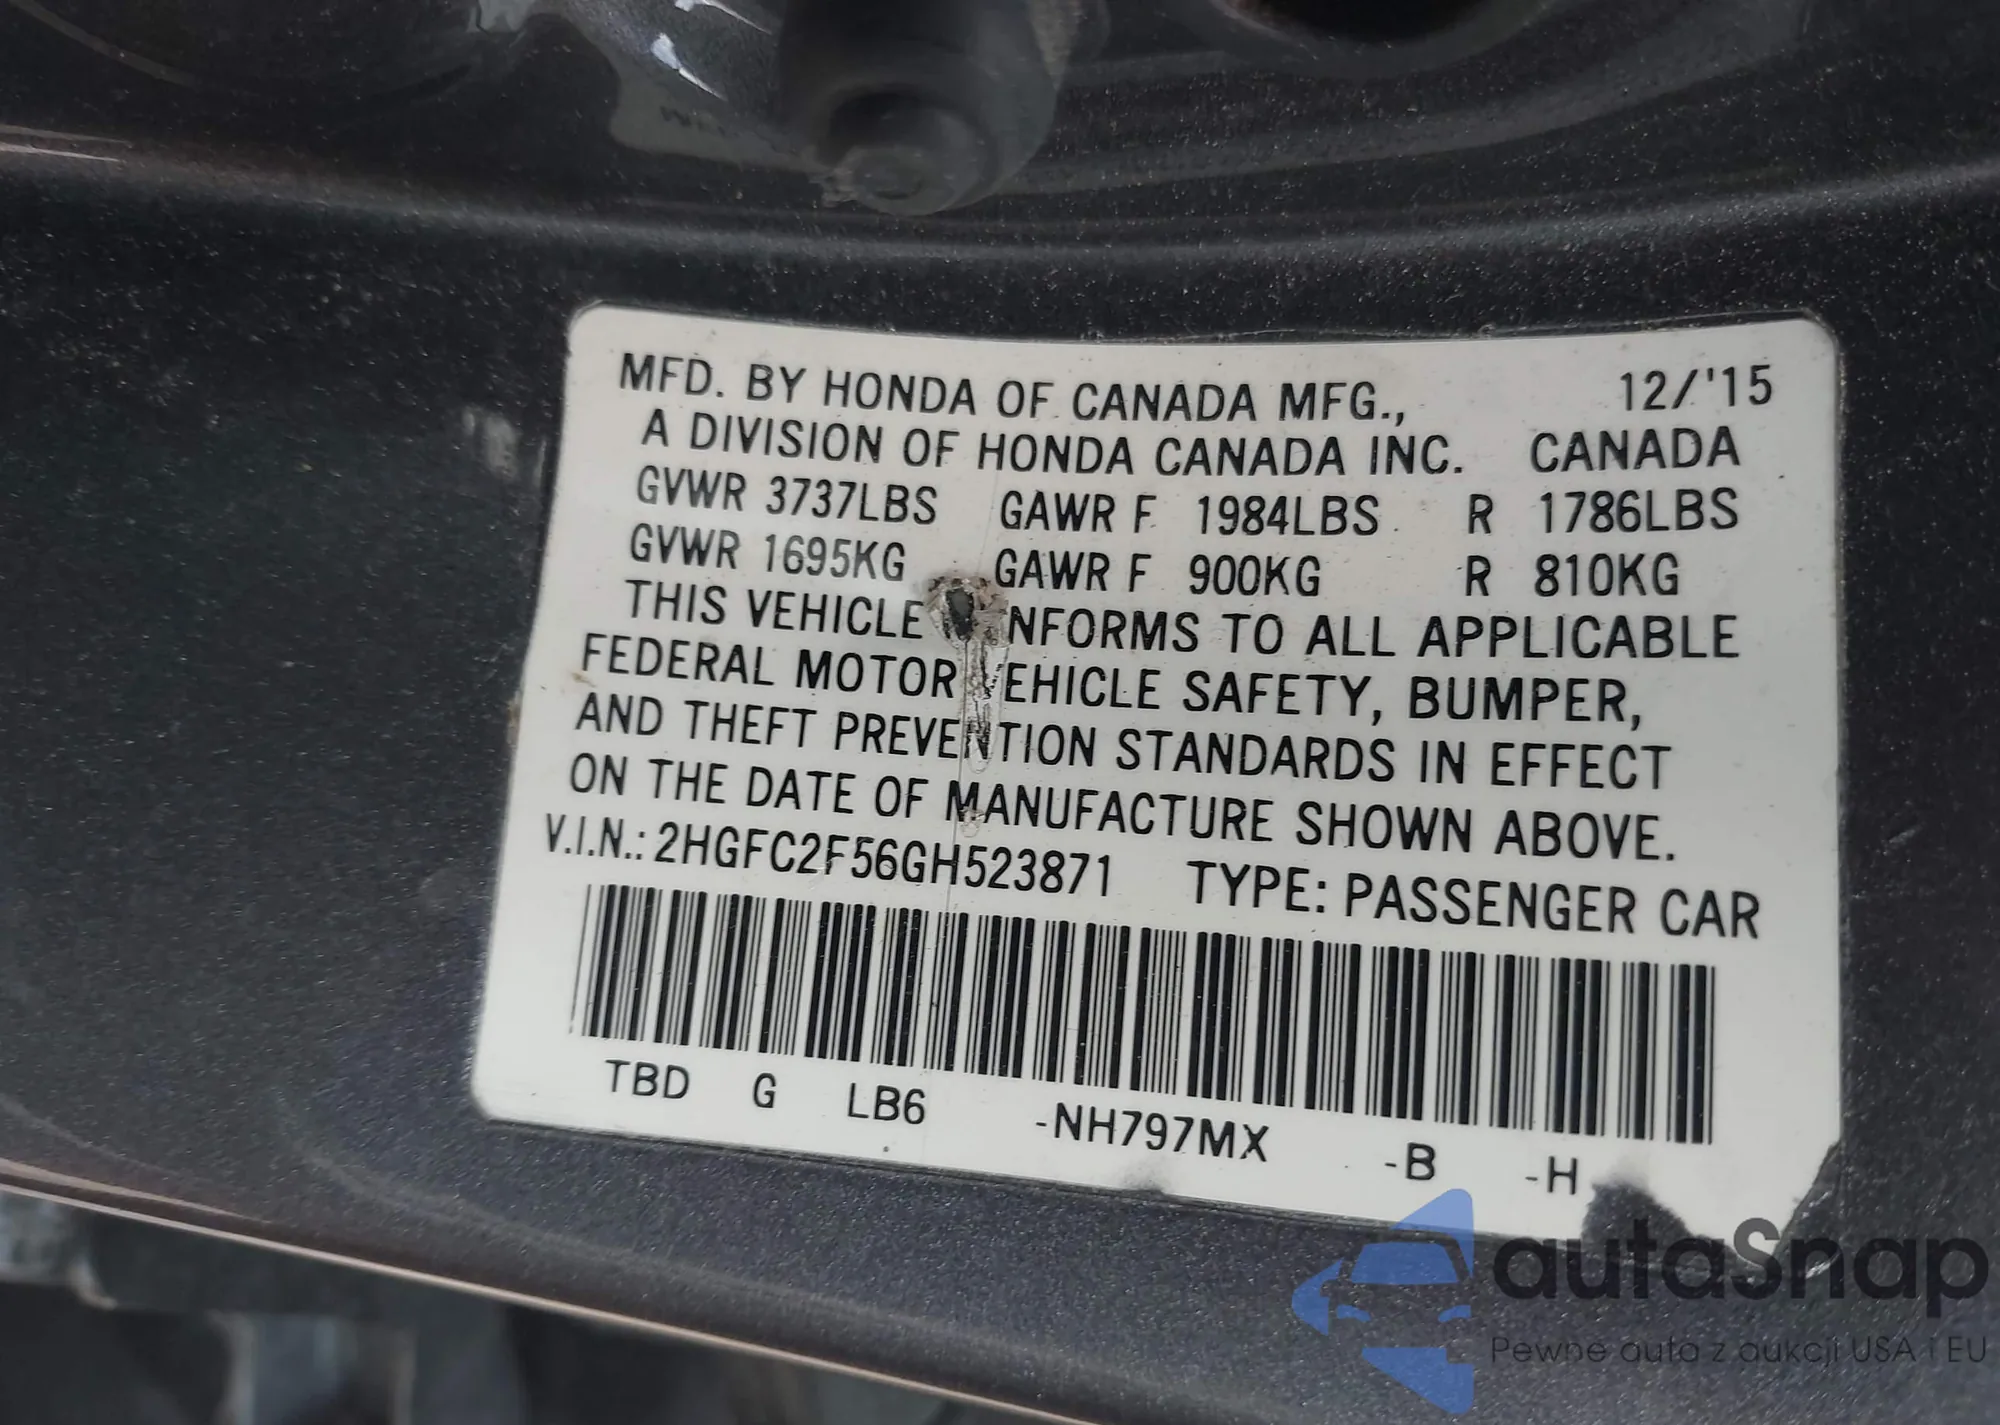 MFD. BY HONDA OF CANADA MFG., 12/'15
A DIVISION OF HONDA CANADA INC. CANADA
GVWR 3737LBS GAWR F 1984LBS R 1786LBS
GVWR 1695KG GAWR F 900KG R 810KG
THIS VEHICLE NFORMS TO ALL APPLICABLE
FEDERAL MOTOR VEHICLE SAFETY, BUMPER,
AND THEFT PREVENTION STANDARDS IN EFFECT
ON THE DATE OF MANUFACTURE SHOWN ABOVE.
V.I.N.: 2HGFC2F56GH523871 TYPE: PASSENGER CAR
TBD G LB6 -NH797MX -B -H
autaSnap
Pewne auta z aukcji USA i EU